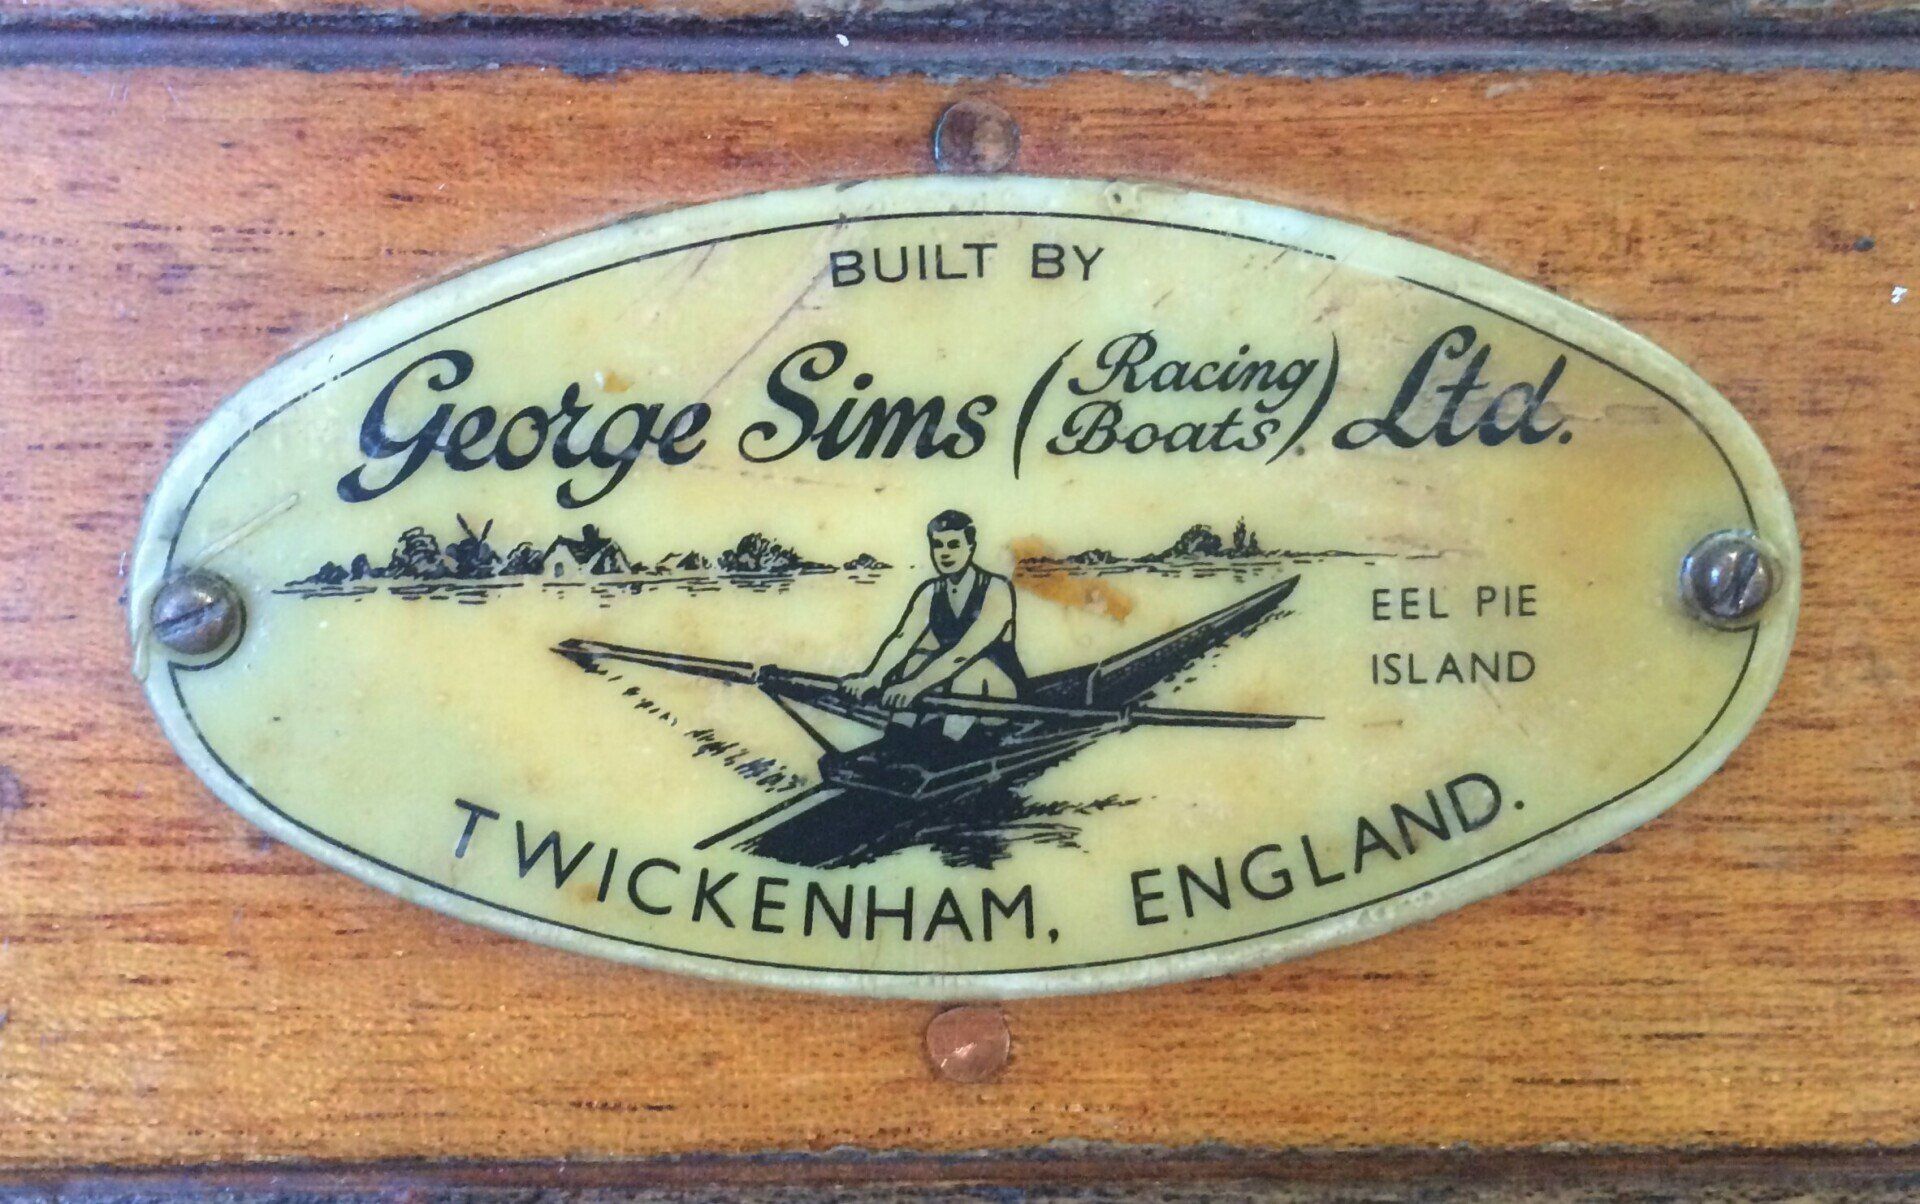 BUILT BY
George Sims (Racing Boats) Ltd.
EEL PIE
ISLAND
TWICKENHAM, ENGLAND.